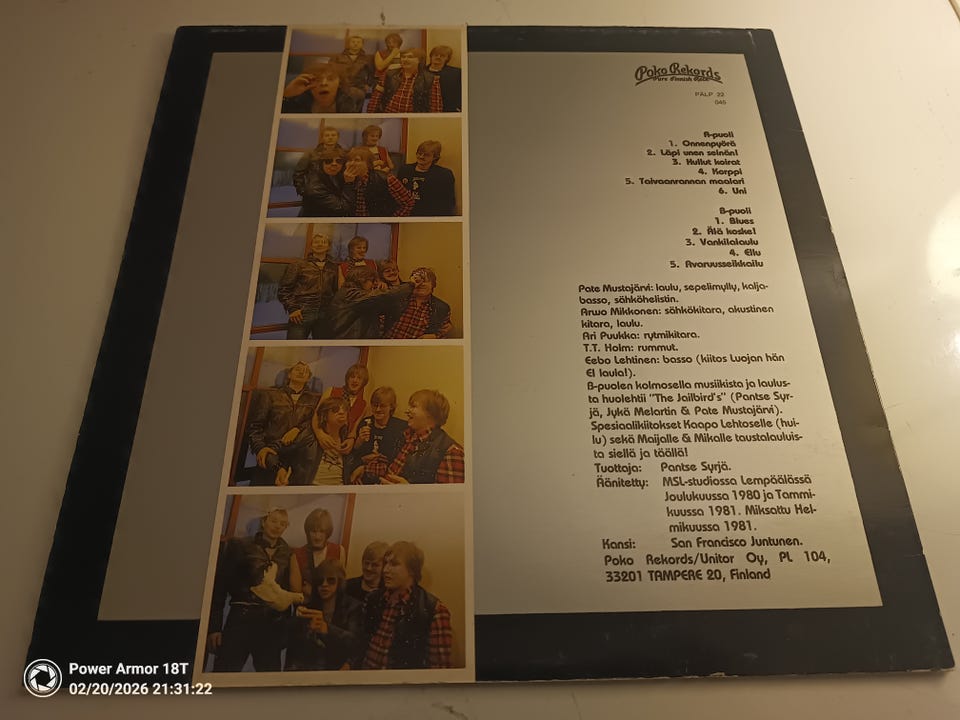 Poko Rekords
Pure Finnish Rock
PÄLP 22
045
A-puoli
1. Onnenpyörä
2. Läpi unen seinän!
3. Hullut koirat
4. Korppi
5. Taivaanrannan maalari
6. Uni
B-puoli
1. Blues
2. Älä koske!
3. Vankilalaulu
4. Ellu
5. Avaruusseikkailu
Pate Mustajärvi: laulu, sepelimylly, kalja-
basso, sähköhelistin.
Arwo Mikkonen: sähkökitara, akustinen
kitara, laulu.
Ari Puukka: rytmikitara.
T.T. Holm: rummut.
Eebo Lehtinen: basso (kiitos Luojan hän
EI laula!).
B-puolen kolmosella musiikista ja laulus-
ta huolehtii "The Jailbird's" (Pantse Syr-
jä, Jykä Melartin & Pate Mustajärvi).
Spesiaalikiitokset Kaapo Lehtoselle (hui-
lu) sekä Maijalle & Mikalle taustalauluis-
ta siellä ja täällä!
Tuottaja: Pantse Syrjä.
Äänitetty: MSL-studiossa Lempäälässä
Joulukuussa 1980 ja Tammi-
kuussa 1981. Miksattu Hel-
mikuussa 1981.
Kansi: San Francisco Juntunen.
Poko Rekords/Unitor Oy, PL 104,
33201 TAMPERE 20, Finland
Power Armor 18T
02/20/2026 21:31:22